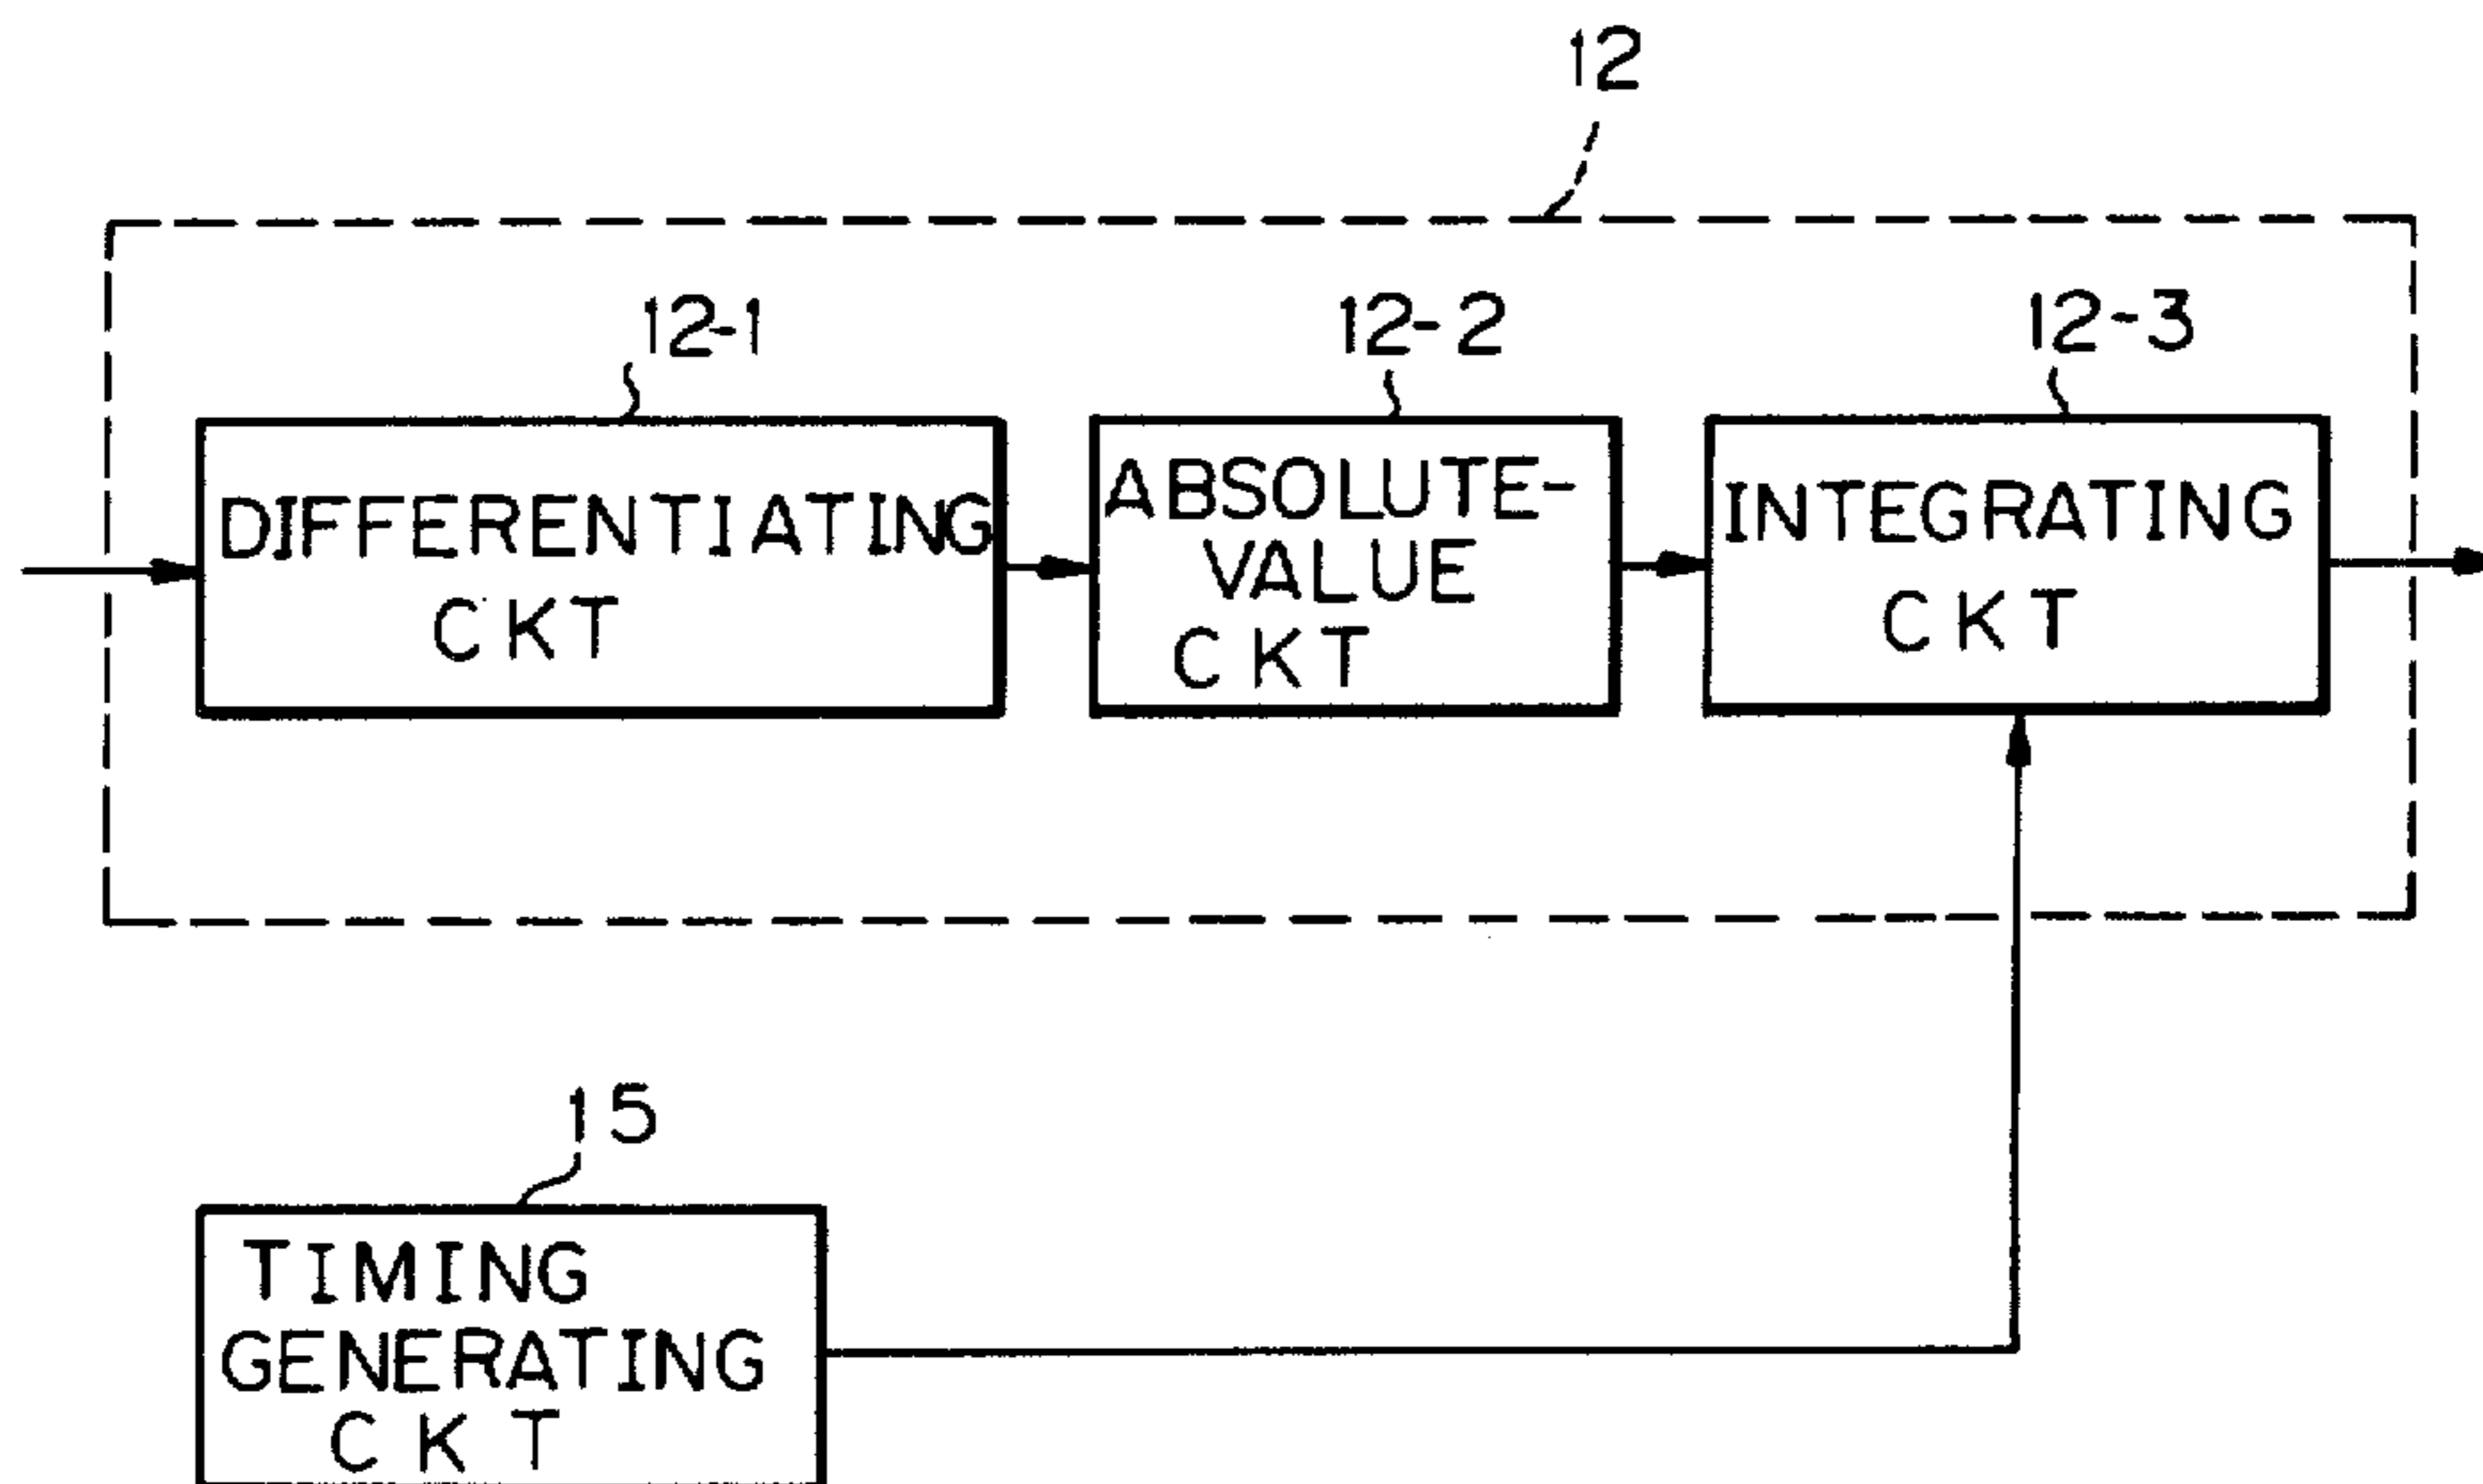 12
12-1
12-2
12-3
DIFFERENTIATING
CKT
ABSOLUTE-
VALUE
CKT
INTEGRATING
CKT
15
TIMING
GENERATING
CKT